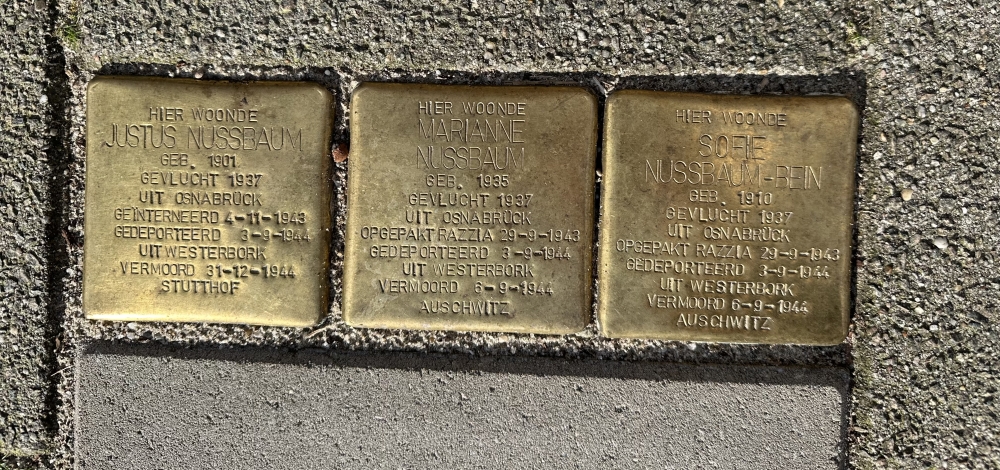 HIER WOONDE
JUSTUS NUSSBAUM
GEB. 1901
GEVLUCHT 1937
UIT OSNABRÜCK
GEÏNTERNEERD 4-11-1943
GEDEPORTEERD 3-9-1944
UIT WESTERBORK
VERMOORD 31-12-1944
STUTTHOF
HIER WOONDE
MARIANNE
NUSSBAUM
GEB. 1935
GEVLUCHT 1937
UIT OSNABRÜCK
OPGEPAKT RAZZIA 29-9-1943
GEDEPORTEERD 3-9-1944
UIT WESTERBORK
VERMOORD 6-9-1944
AUSCHWITZ
HIER WOONDE
SOFIE
NUSSBAUM-BEIN
GEB. 1910
GEVLUCHT 1937
UIT OSNABRÜCK
OPGEPAKT RAZZIA 29-9-1943
GEDEPORTEERD 3-9-1944
UIT WESTERBORK
VERMOORD 6-9-1944
AUSCHWITZ